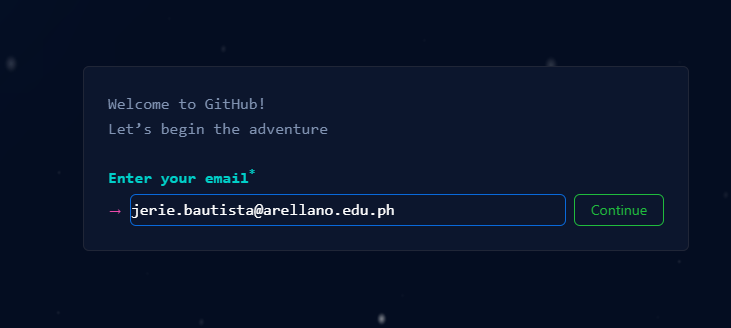 Welcome to GitHub!
Let’s begin the adventure
Enter your email*
→ jerie.bautista@arellano.edu.ph Continue